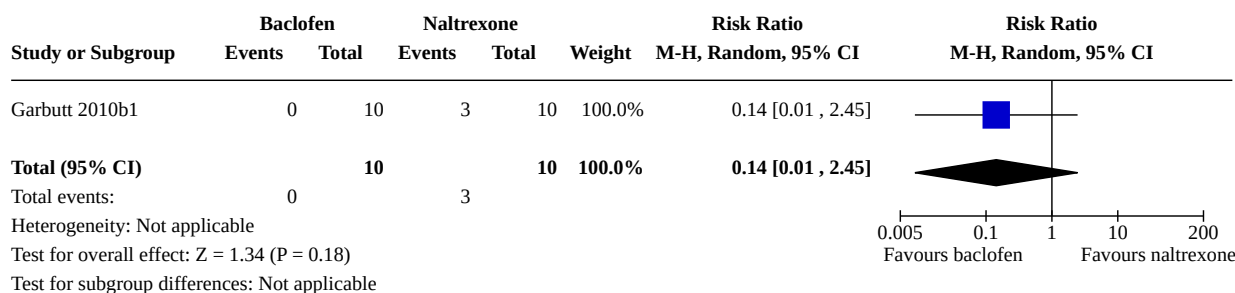 Baclofen Naltrexone Risk Ratio Risk Ratio
Study or Subgroup Events Total Events Total Weight M-H, Random, 95% CI M-H, Random, 95% CI
Garbutt 2010b1 0 10 3 10 100.0% 0.14 [0.01 , 2.45]
Total (95% CI) 10 10 100.0% 0.14 [0.01 , 2.45]
Total events: 0 3
Heterogeneity: Not applicable
0.005 0.1 1 10 200
Test for overall effect: Z = 1.34 (P = 0.18) Favours baclofen Favours naltrexone
Test for subgroup differences: Not applicable